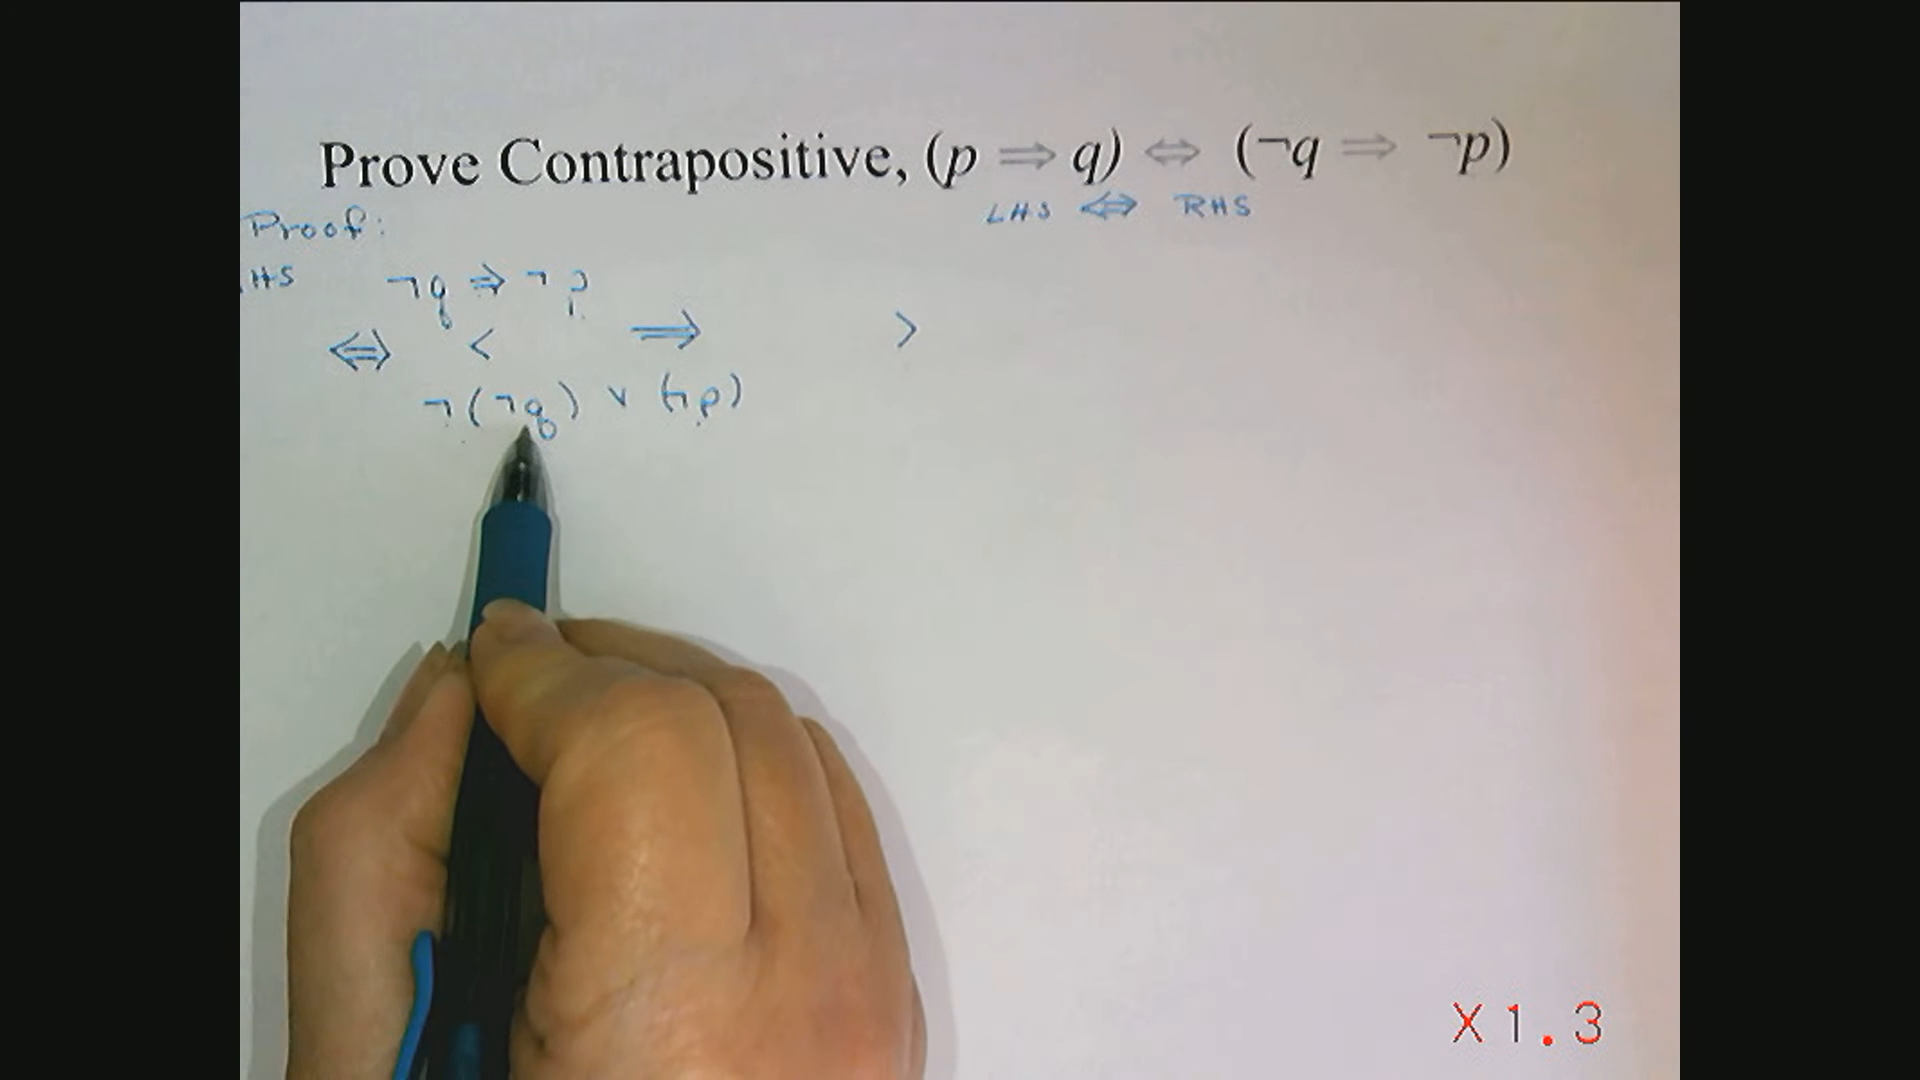 Prove Contrapositive, (p ⇒ q) ⇔ (¬q ⇒ ¬p)
LHS ⇔ RHS
Proof:
HS ¬q ⇒ ¬p
⇔ < ⇒ >
¬(¬q) ∨ (¬p)
X1.3